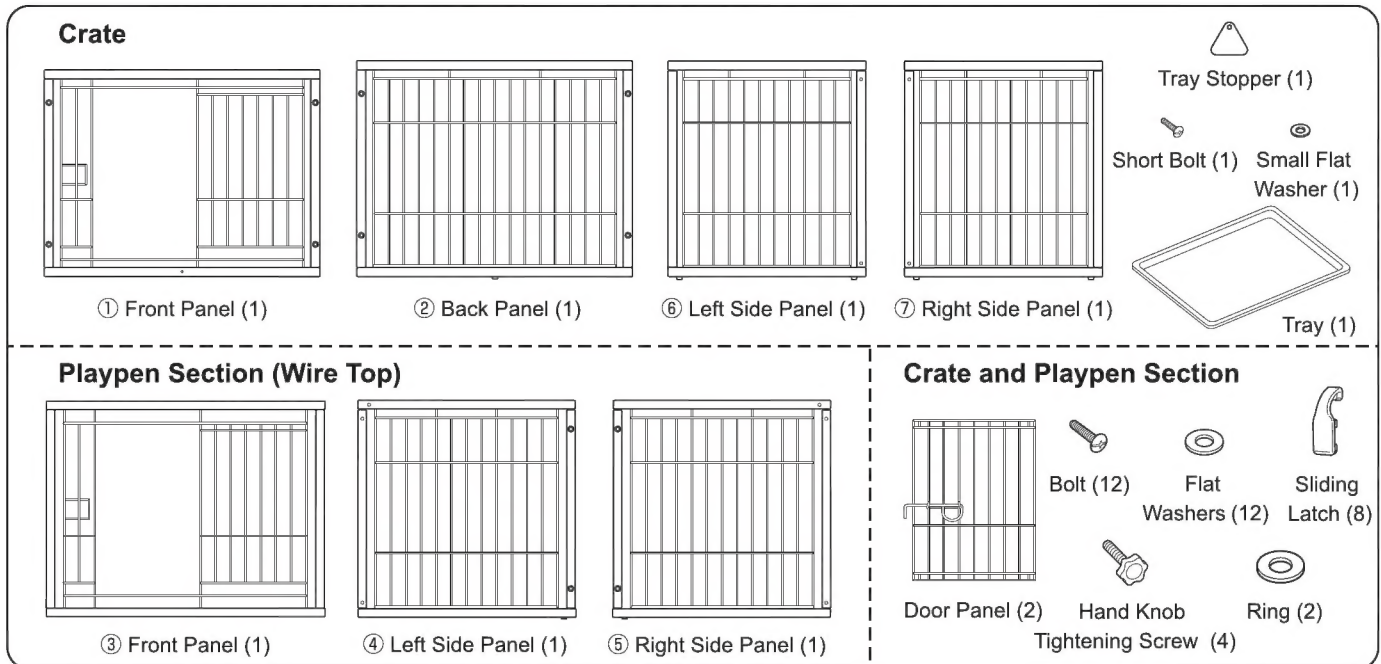 Crate
Tray Stopper (1)
Short Bolt (1)
Small Flat
Washer (1)
Tray (1)
① Front Panel (1)
② Back Panel (1)
⑥ Left Side Panel (1)
⑦ Right Side Panel (1)
Playpen Section (Wire Top)
③ Front Panel (1)
④ Left Side Panel (1)
⑤ Right Side Panel (1)
Crate and Playpen Section
Bolt (12)
Flat
Washers (12)
Sliding
Latch (8)
Door Panel (2)
Hand Knob
Tightening Screw (4)
Ring (2)